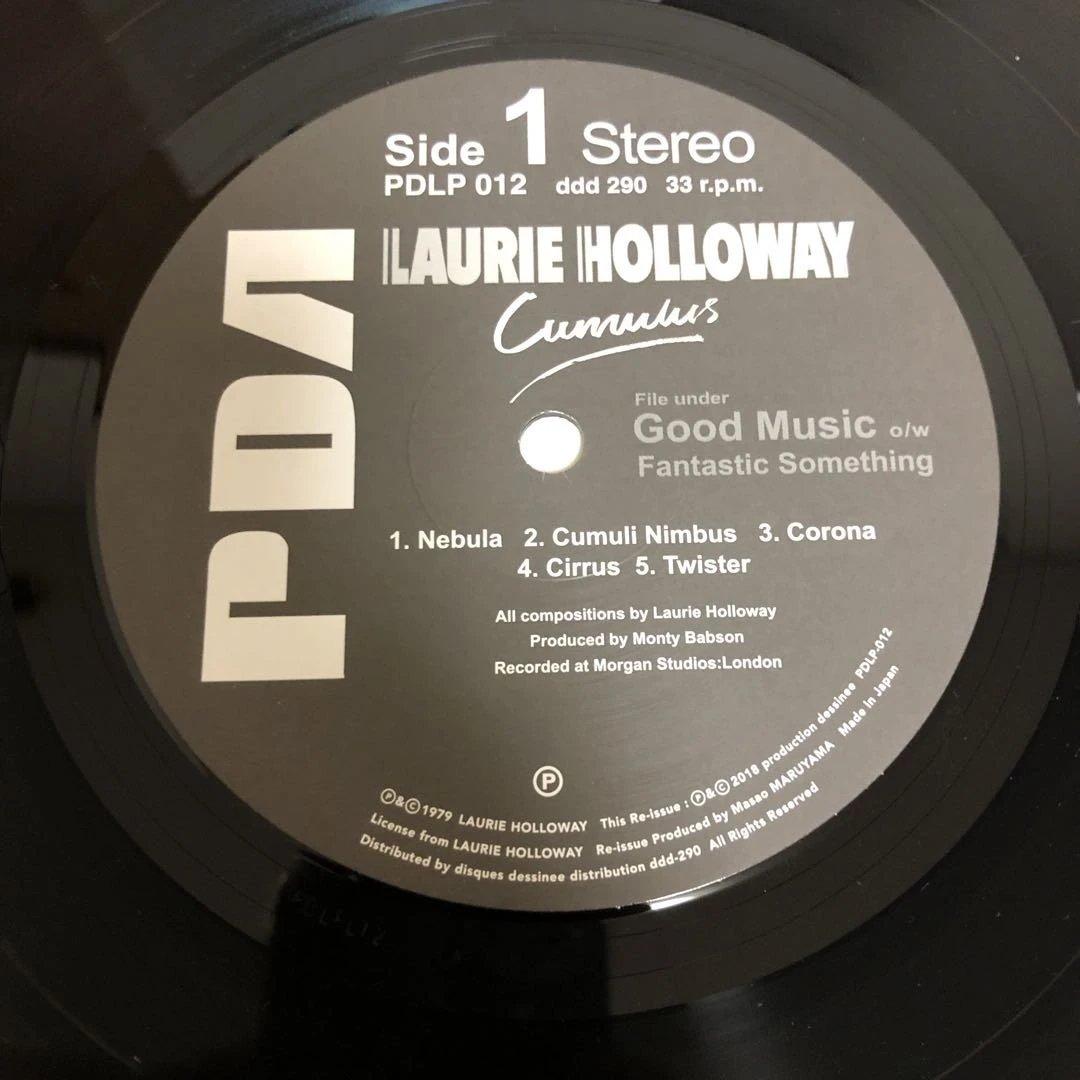 Side 1 Stereo
PDLP 012 ddd 290 33 r.p.m.
LAURIE HOLLOWAY
Cumulus
PDA
File under
Good Music o/w
Fantastic Something
1. Nebula 2. Cumuli Nimbus 3. Corona
4. Cirrus 5. Twister
All compositions by Laurie Holloway
Produced by Monty Babson
Recorded at Morgan Studios:London
Ⓟ
Ⓟ&©1979 LAURIE HOLLOWAY This Re-issue : Ⓟ&©2018 production dessinee PDLP-012
License from LAURIE HOLLOWAY Re-issue Produced by Masao MARUYAMA Made in Japan
Distributed by disques dessinee distribution ddd-290 All Rights Reserved